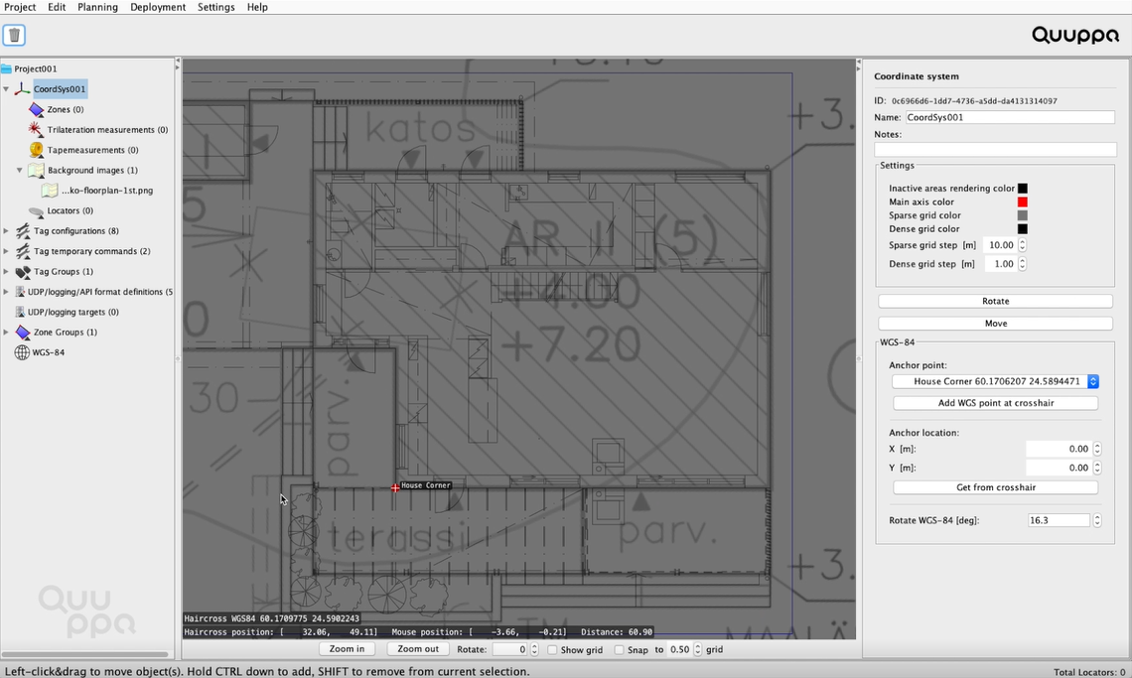 Project Edit Planning Deployment Settings Help
Quuppa
Project001
CoordSys001
Zones (0)
Trilateration measurements (0)
Tapemeasurements (0)
Background images (1)
...ko-floorplan-1st.png
Locators (0)
Tag configurations (8)
Tag temporary commands (2)
Tag Groups (1)
UDP/logging/API format definitions (5
UDP/logging targets (0)
Zone Groups (1)
WGS-84
Quuppa
katos
+3.
5
AR II (5)
+4.00
+7.20
0
30
parv.
House Corner
terassi
parv.
+3.
Haircross WGS84 60.1709775 24.5902243
Haircross position: [ 32.06, 49.11] Mouse position: [ -3.66, -0.21] Distance: 60.90
Zoom in Zoom out Rotate: 0 Show grid Snap to 0.50 grid
Coordinate system
ID: 0c6966d6-1dd7-4736-a5dd-da4131314097
Name: CoordSys001
Notes:
Settings
Inactive areas rendering color
Main axis color
Sparse grid color
Dense grid color
Sparse grid step [m] 10.00
Dense grid step [m] 1.00
Rotate
Move
WGS-84
Anchor point:
House Corner 60.1706207 24.5894471
Add WGS point at crosshair
Anchor location:
X [m]: 0.00
Y [m]: 0.00
Get from crosshair
Rotate WGS-84 [deg]: 16.3
Left-click&drag to move object(s). Hold CTRL down to add, SHIFT to remove from current selection.
Total Locators: 0